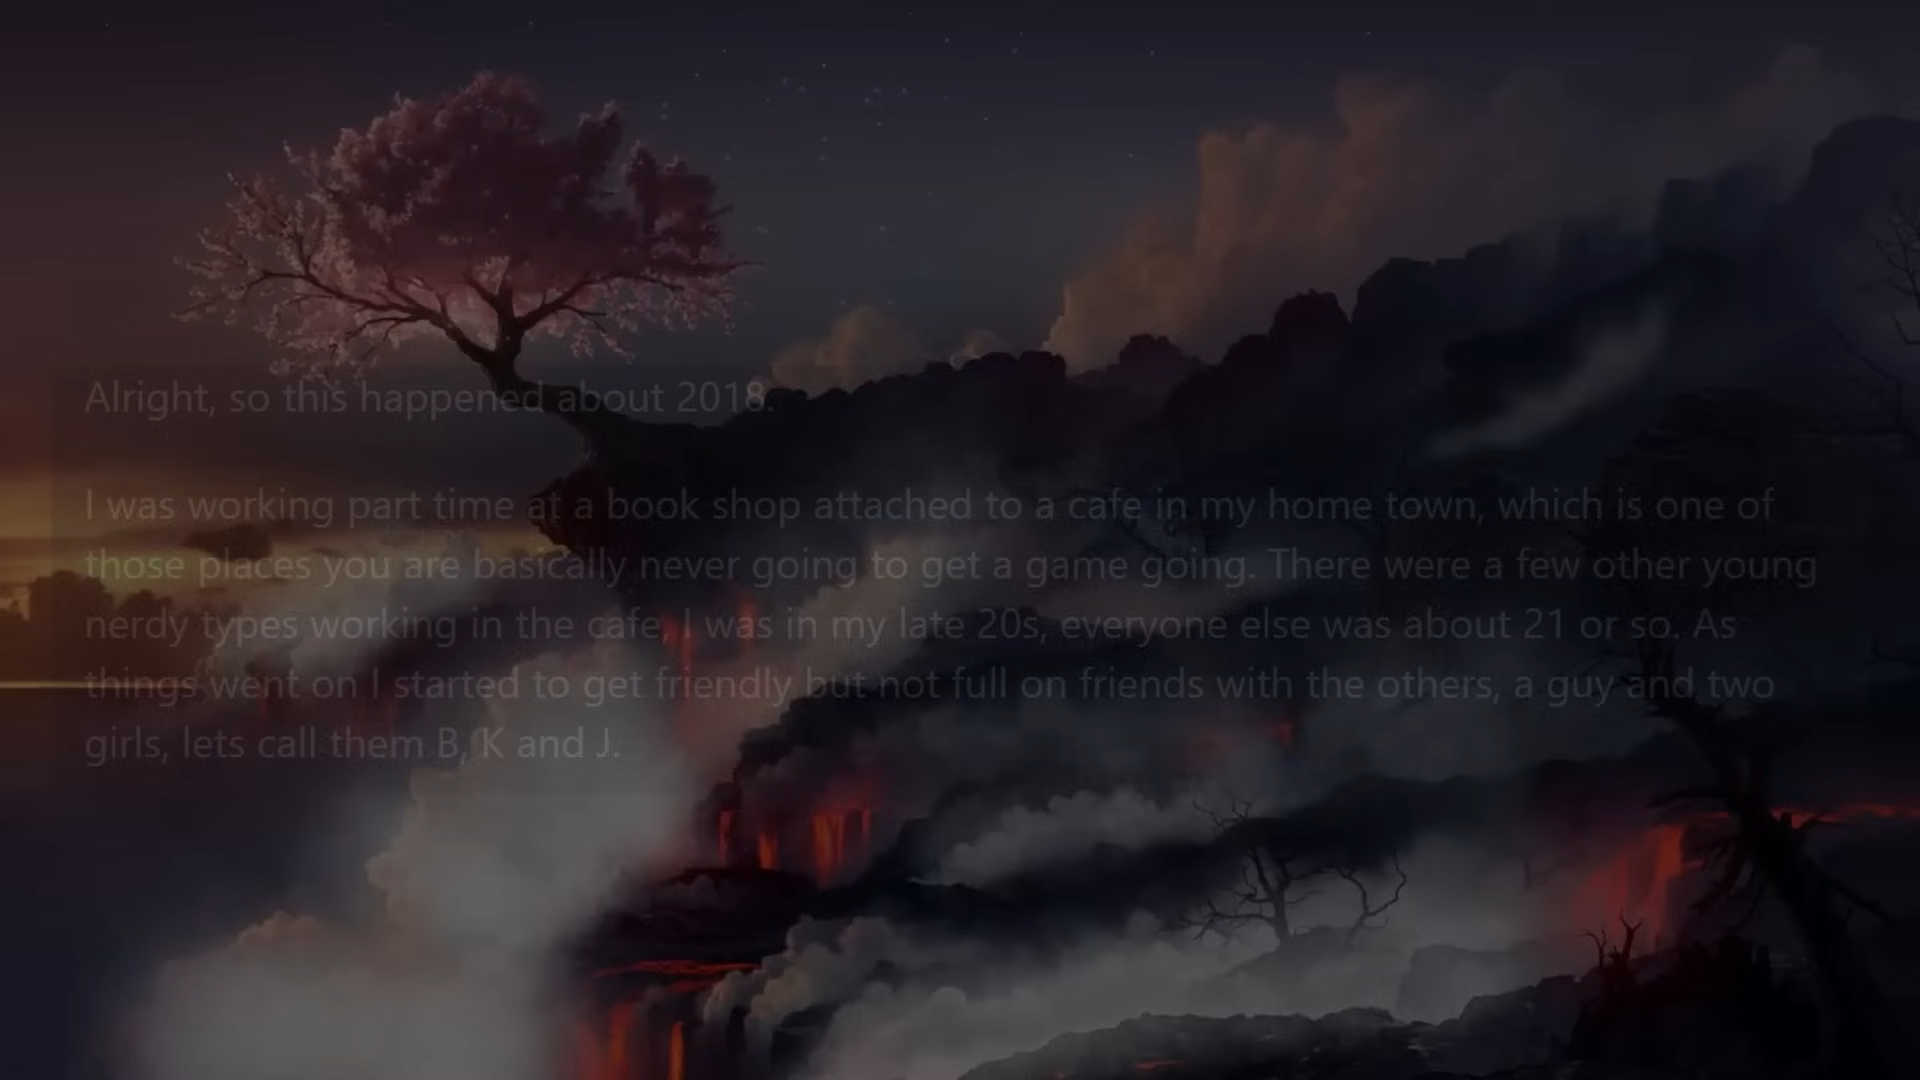 Alright, so this happened about 2018.
I was working part time at a book shop attached to a cafe in my home town, which is one of
those places you are basically never going to get a game going. There were a few other young
nerdy types working in the cafe, I was in my late 20s, everyone else was about 21 or so. As
things went on I started to get friendly but not full on friends with the others, a guy and two
girls, lets call them B, K and J.